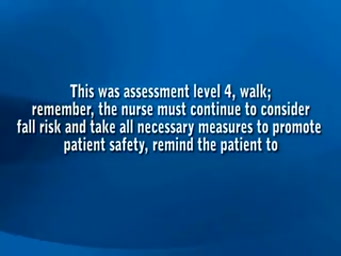 This was assessment level 4, walk;
remember, the nurse must continue to consider
fall risk and take all necessary measures to promote
patient safety, remind the patient to